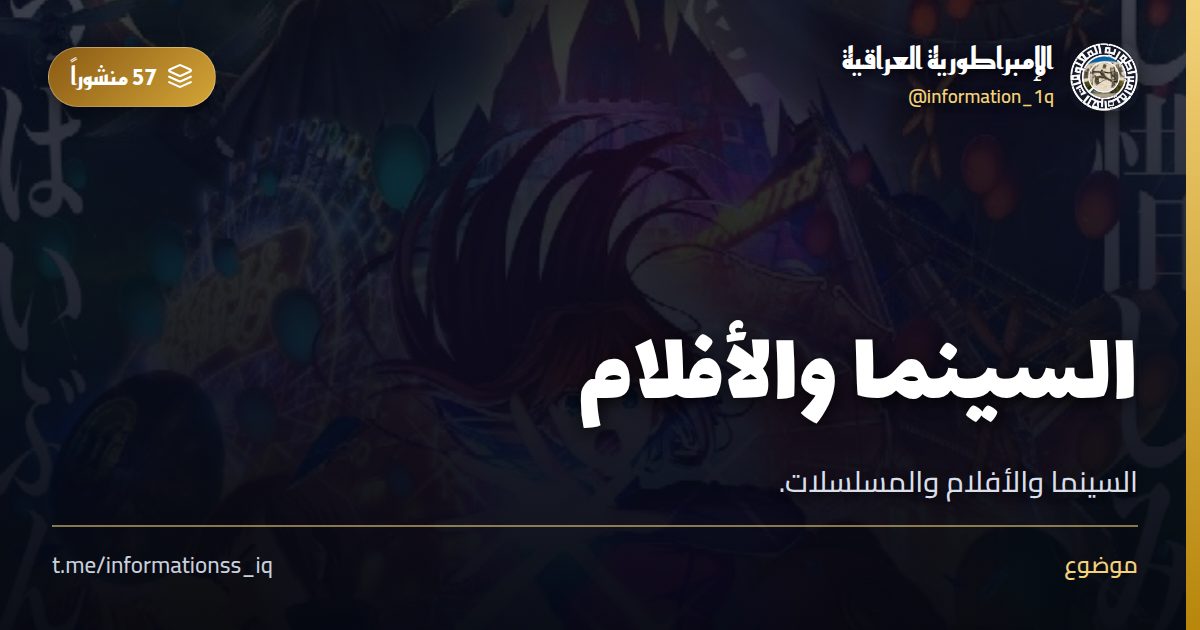 الإمبراطورية العراقية
@information_1q
57 منشوراً
السينما والأفلام
السينما والأفلام والمسلسلات.
موضوع
t.me/informationss_iq